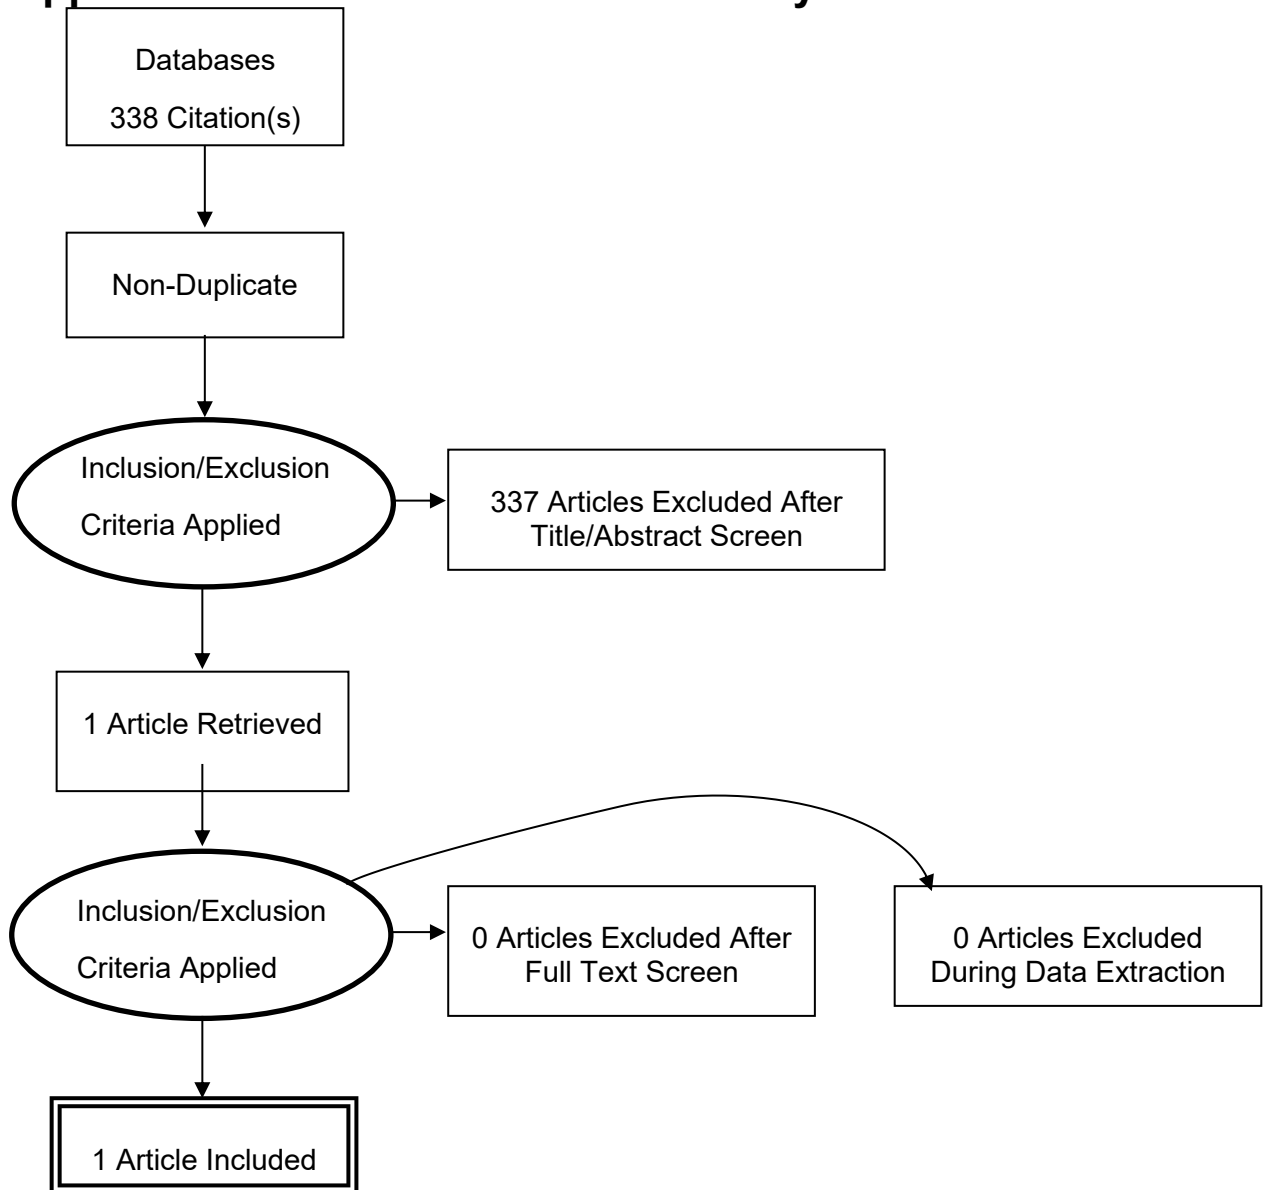 Databases
338 Citation(s)
Non-Duplicate
Inclusion/Exclusion
Criteria Applied
337 Articles Excluded After
Title/Abstract Screen
1 Article Retrieved
Inclusion/Exclusion
Criteria Applied
0 Articles Excluded After
Full Text Screen
0 Articles Excluded
During Data Extraction
1 Article Included